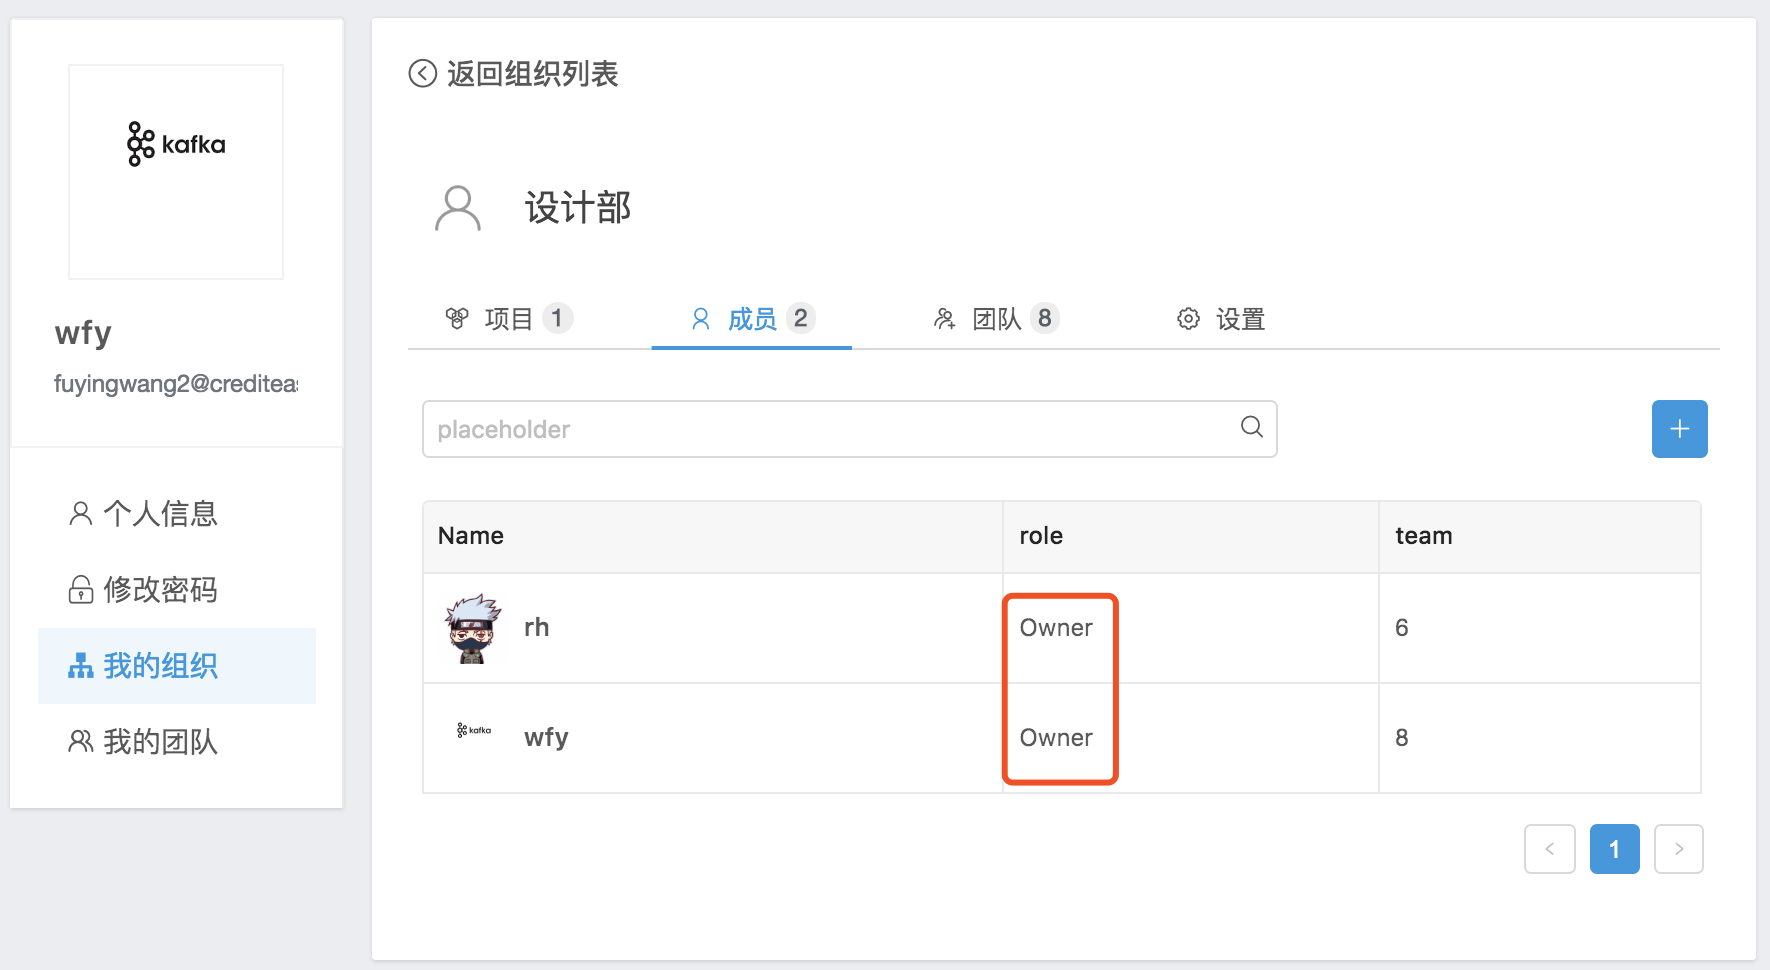 kafka
wfy
fuyingwang2@creditea
个人信息
修改密码
我的组织
我的团队
返回组织列表
设计部
项目 1
成员 2
团队 8
设置
placeholder
+
Name role team
rh Owner 6
kafka wfy Owner 8
< 1 >